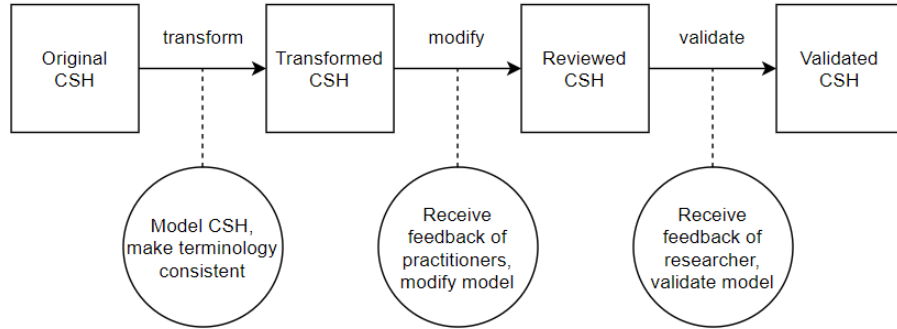 transform
modify
validate
Original
CSH
Transformed
CSH
Reviewed
CSH
Validated
CSH
Model CSH,
make terminology
consistent
Receive
feedback of
practitioners,
modify model
Receive
feedback of
researcher,
validate model